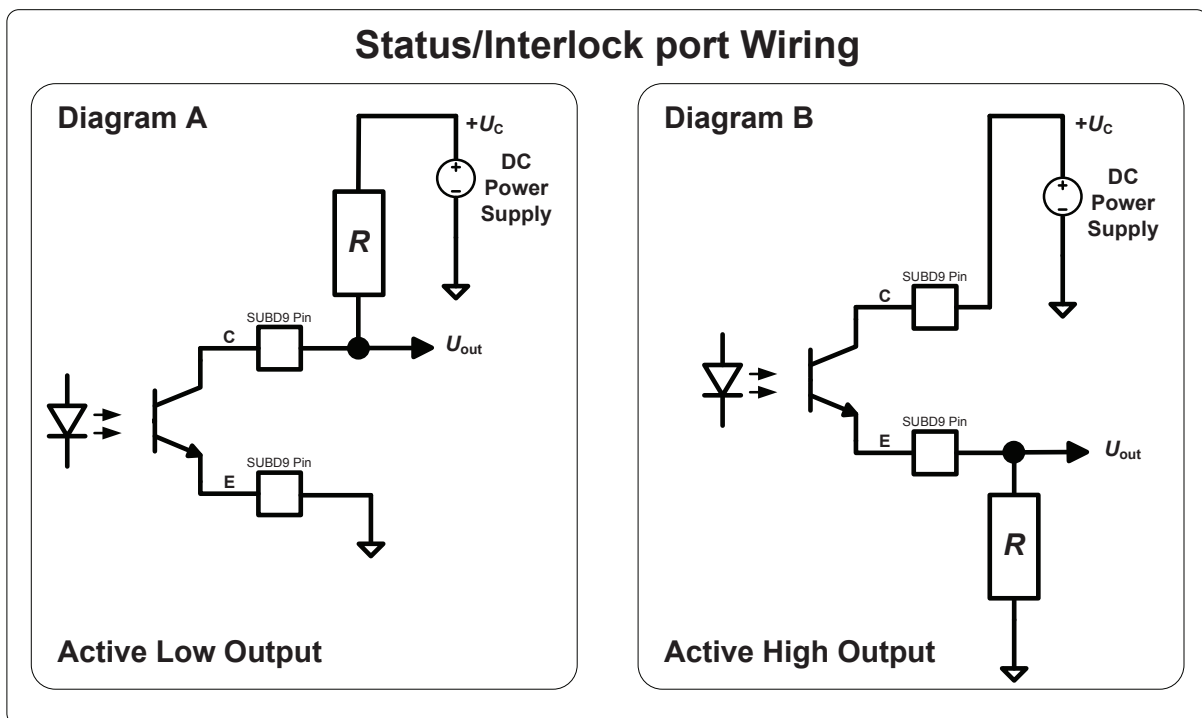 Status/Interlock port Wiring
Diagram A
+UC
DC
Power
Supply
R
SUBD9 Pin
C
Uout
SUBD9 Pin
E
Active Low Output
Diagram B
+UC
DC
Power
Supply
SUBD9 Pin
C
SUBD9 Pin
E
Uout
R
Active High Output